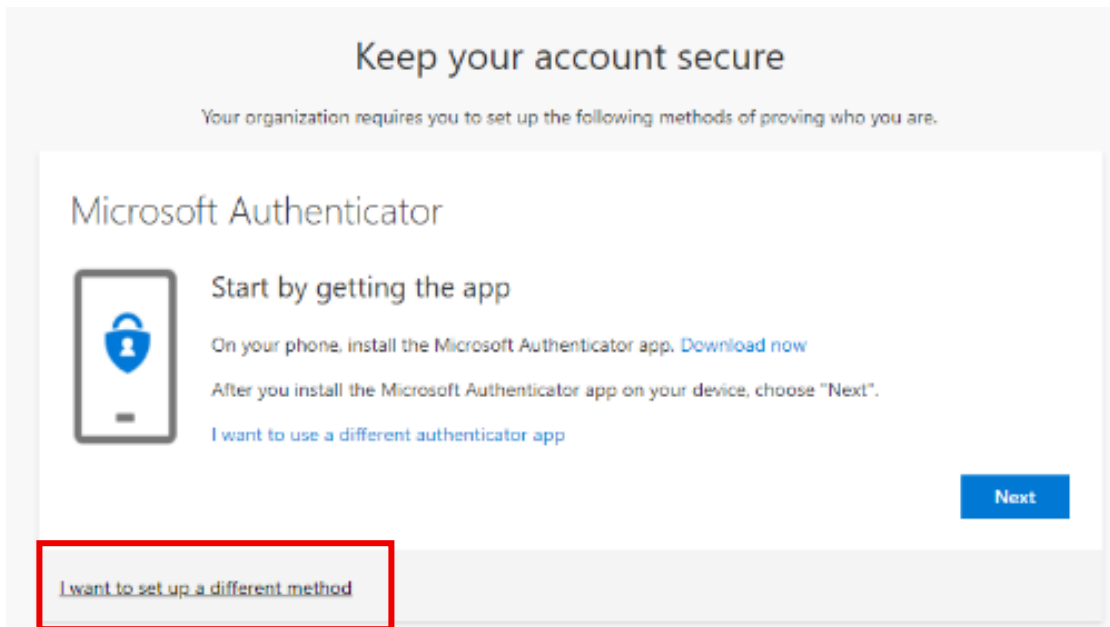 Keep your account secure
Your organization requires you to set up the following methods of proving who you are.
Microsoft Authenticator
Start by getting the app
On your phone, install the Microsoft Authenticator app. Download now
After you install the Microsoft Authenticator app on your device, choose "Next".
I want to use a different authenticator app
Next
I want to set up a different method